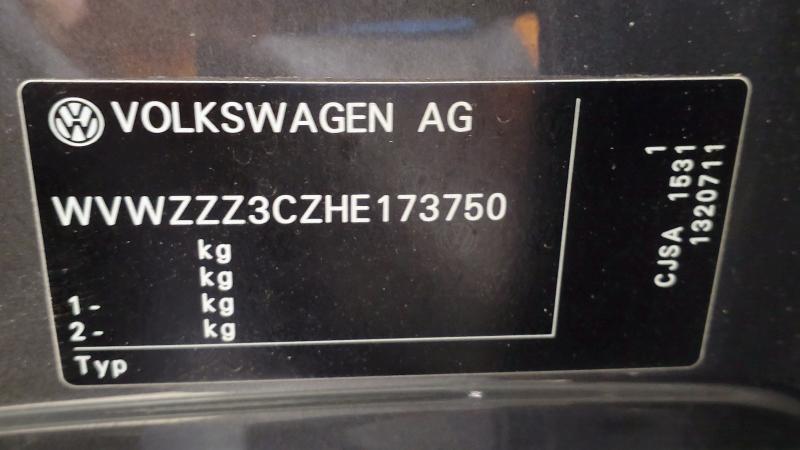 VOLKSWAGEN AG
WVWZZZ3CZHE173750
kg
kg
1- kg
2- kg
Typ
1
CJSA 1531
1320711